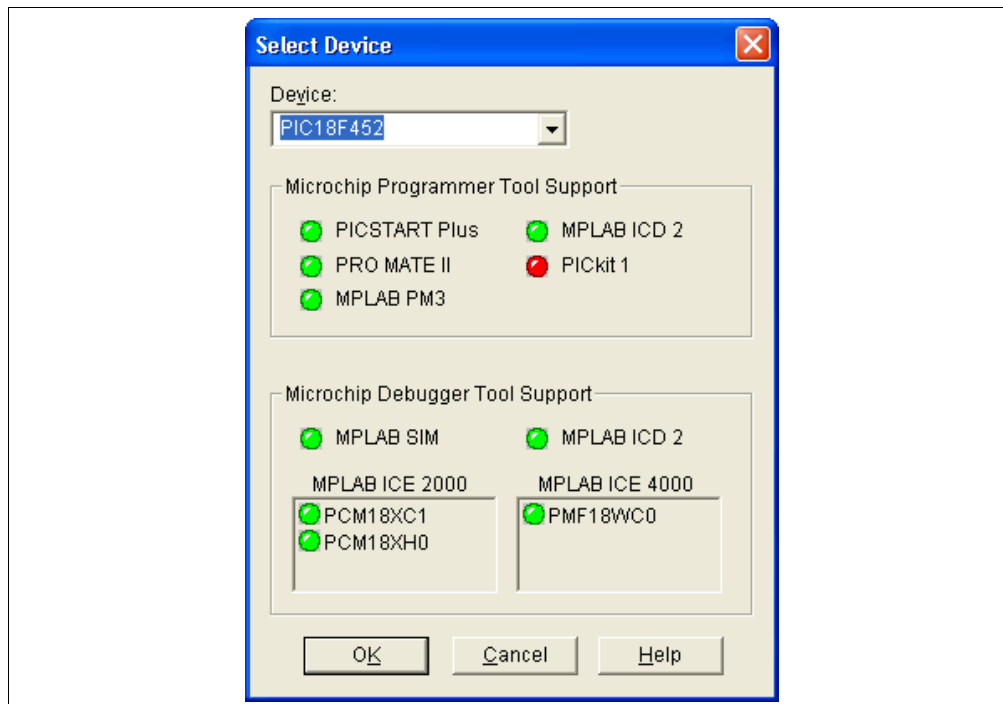 Select Device
Device:
PIC18F452
Microchip Programmer Tool Support
PICSTART Plus
MPLAB ICD 2
PRO MATE II
PICkit 1
MPLAB PM3
Microchip Debugger Tool Support
MPLAB SIM
MPLAB ICD 2
MPLAB ICE 2000
MPLAB ICE 4000
PCM18XC1
PMF18WC0
PCM18XH0
OK
Cancel
Help